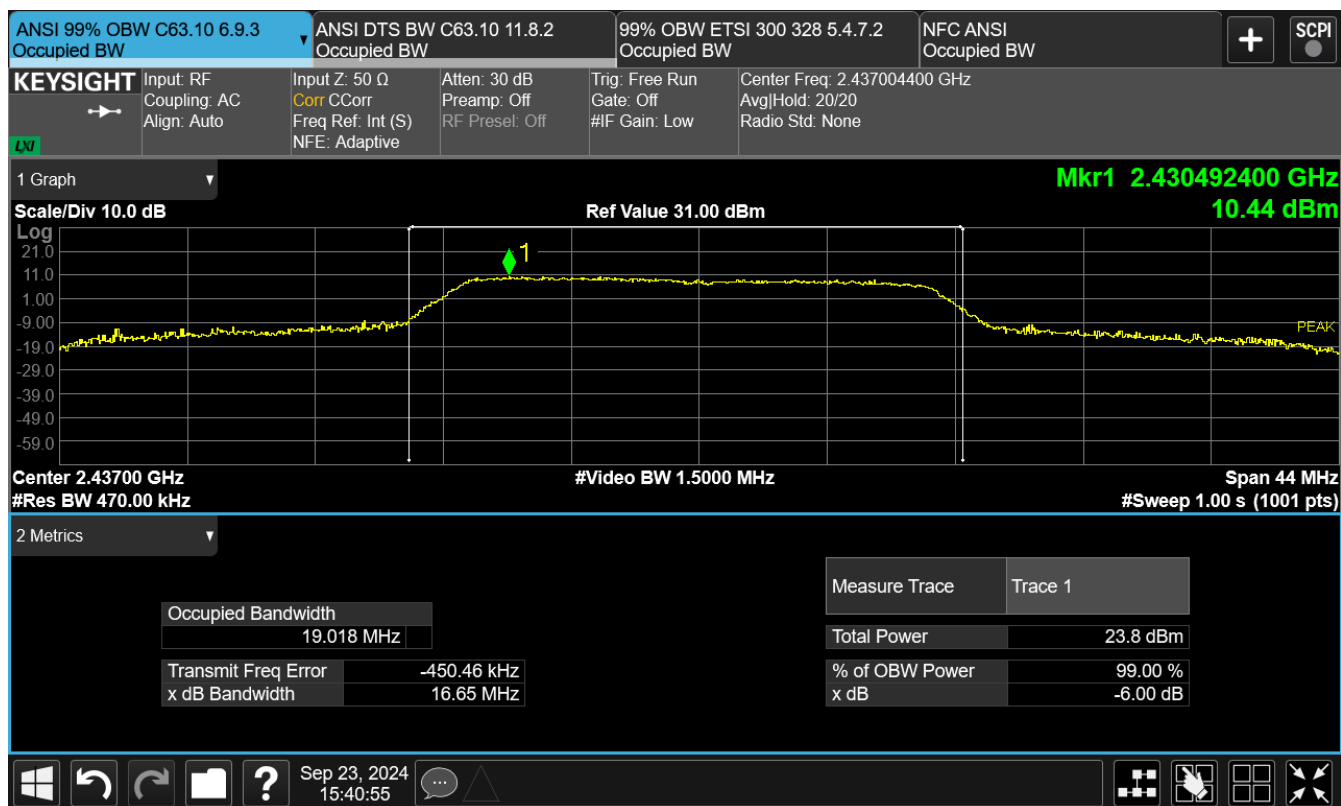 ANSI 99% OBW C63.10 6.9.3
Occupied BW
ANSI DTS BW C63.10 11.8.2
Occupied BW
99% OBW ETSI 300 328 5.4.7.2
Occupied BW
NFC ANSI
Occupied BW
SCPI
KEYSIGHT
LXI
Input: RF
Coupling: AC
Align: Auto
Input Z: 50 Ω
Corr CCorr
Freq Ref: Int (S)
NFE: Adaptive
Atten: 30 dB
Preamp: Off
RF Presel: Off
Trig: Free Run
Gate: Off
#IF Gain: Low
Center Freq: 2.437004400 GHz
Avg|Hold: 20/20
Radio Std: None
1 Graph
Mkr1 2.430492400 GHz
10.44 dBm
Scale/Div 10.0 dB
Ref Value 31.00 dBm
Log
21.0
11.0
1.00
-9.00
-19.0
-29.0
-39.0
-49.0
-59.0
1
PEAK
Center 2.43700 GHz
#Video BW 1.5000 MHz
Span 44 MHz
#Res BW 470.00 kHz
#Sweep 1.00 s (1001 pts)
2 Metrics
Occupied Bandwidth
19.018 MHz
Transmit Freq Error -450.46 kHz
x dB Bandwidth 16.65 MHz
Measure Trace Trace 1
Total Power 23.8 dBm
% of OBW Power 99.00 %
x dB -6.00 dB
?
Sep 23, 2024
15:40:55